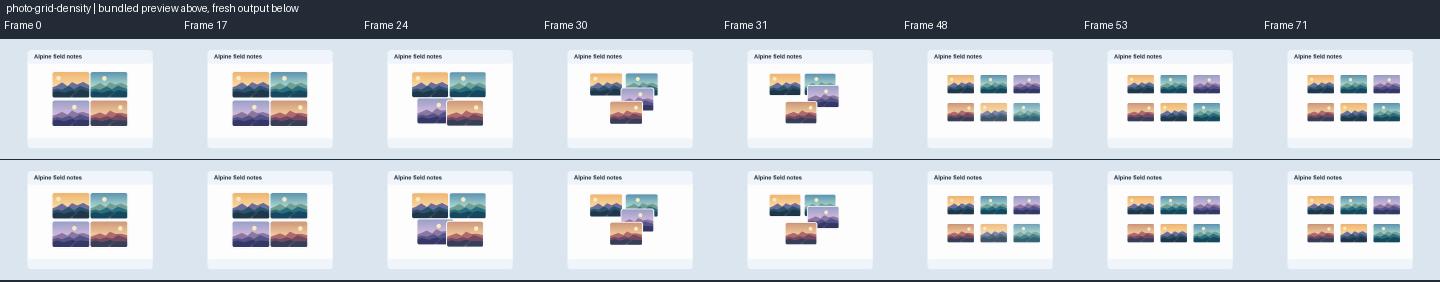 photo-grid-density | bundled preview above, fresh output below
Frame 0 Frame 17 Frame 24 Frame 30 Frame 31 Frame 48 Frame 53 Frame 71
Alpine field notes Alpine field notes Alpine field notes Alpine field notes Alpine field notes Alpine field notes Alpine field notes Alpine field notes
Alpine field notes Alpine field notes Alpine field notes Alpine field notes Alpine field notes Alpine field notes Alpine field notes Alpine field notes